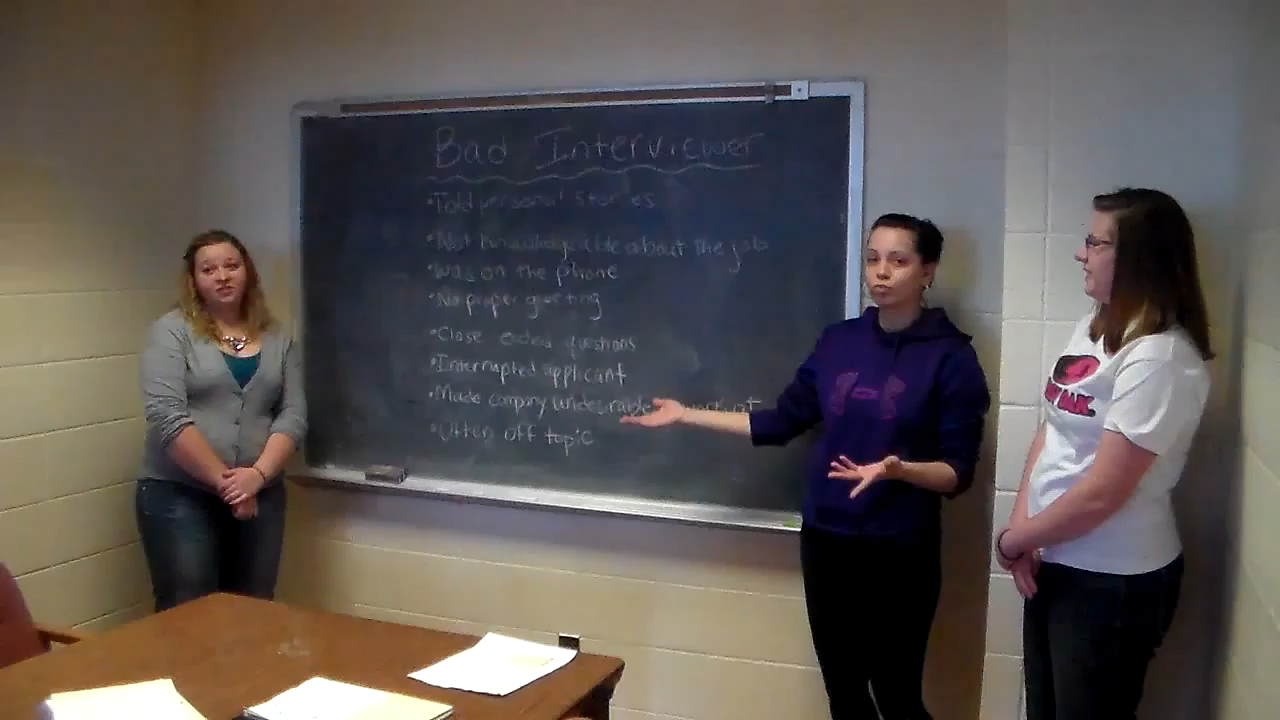 Bad Interviewer
•Told personal stories
•Not knowledgeable about the job
•Was on the phone
•No proper greeting
•Close ended questions
•Interrupted applicant
•Made company undesirable
•Often off topic